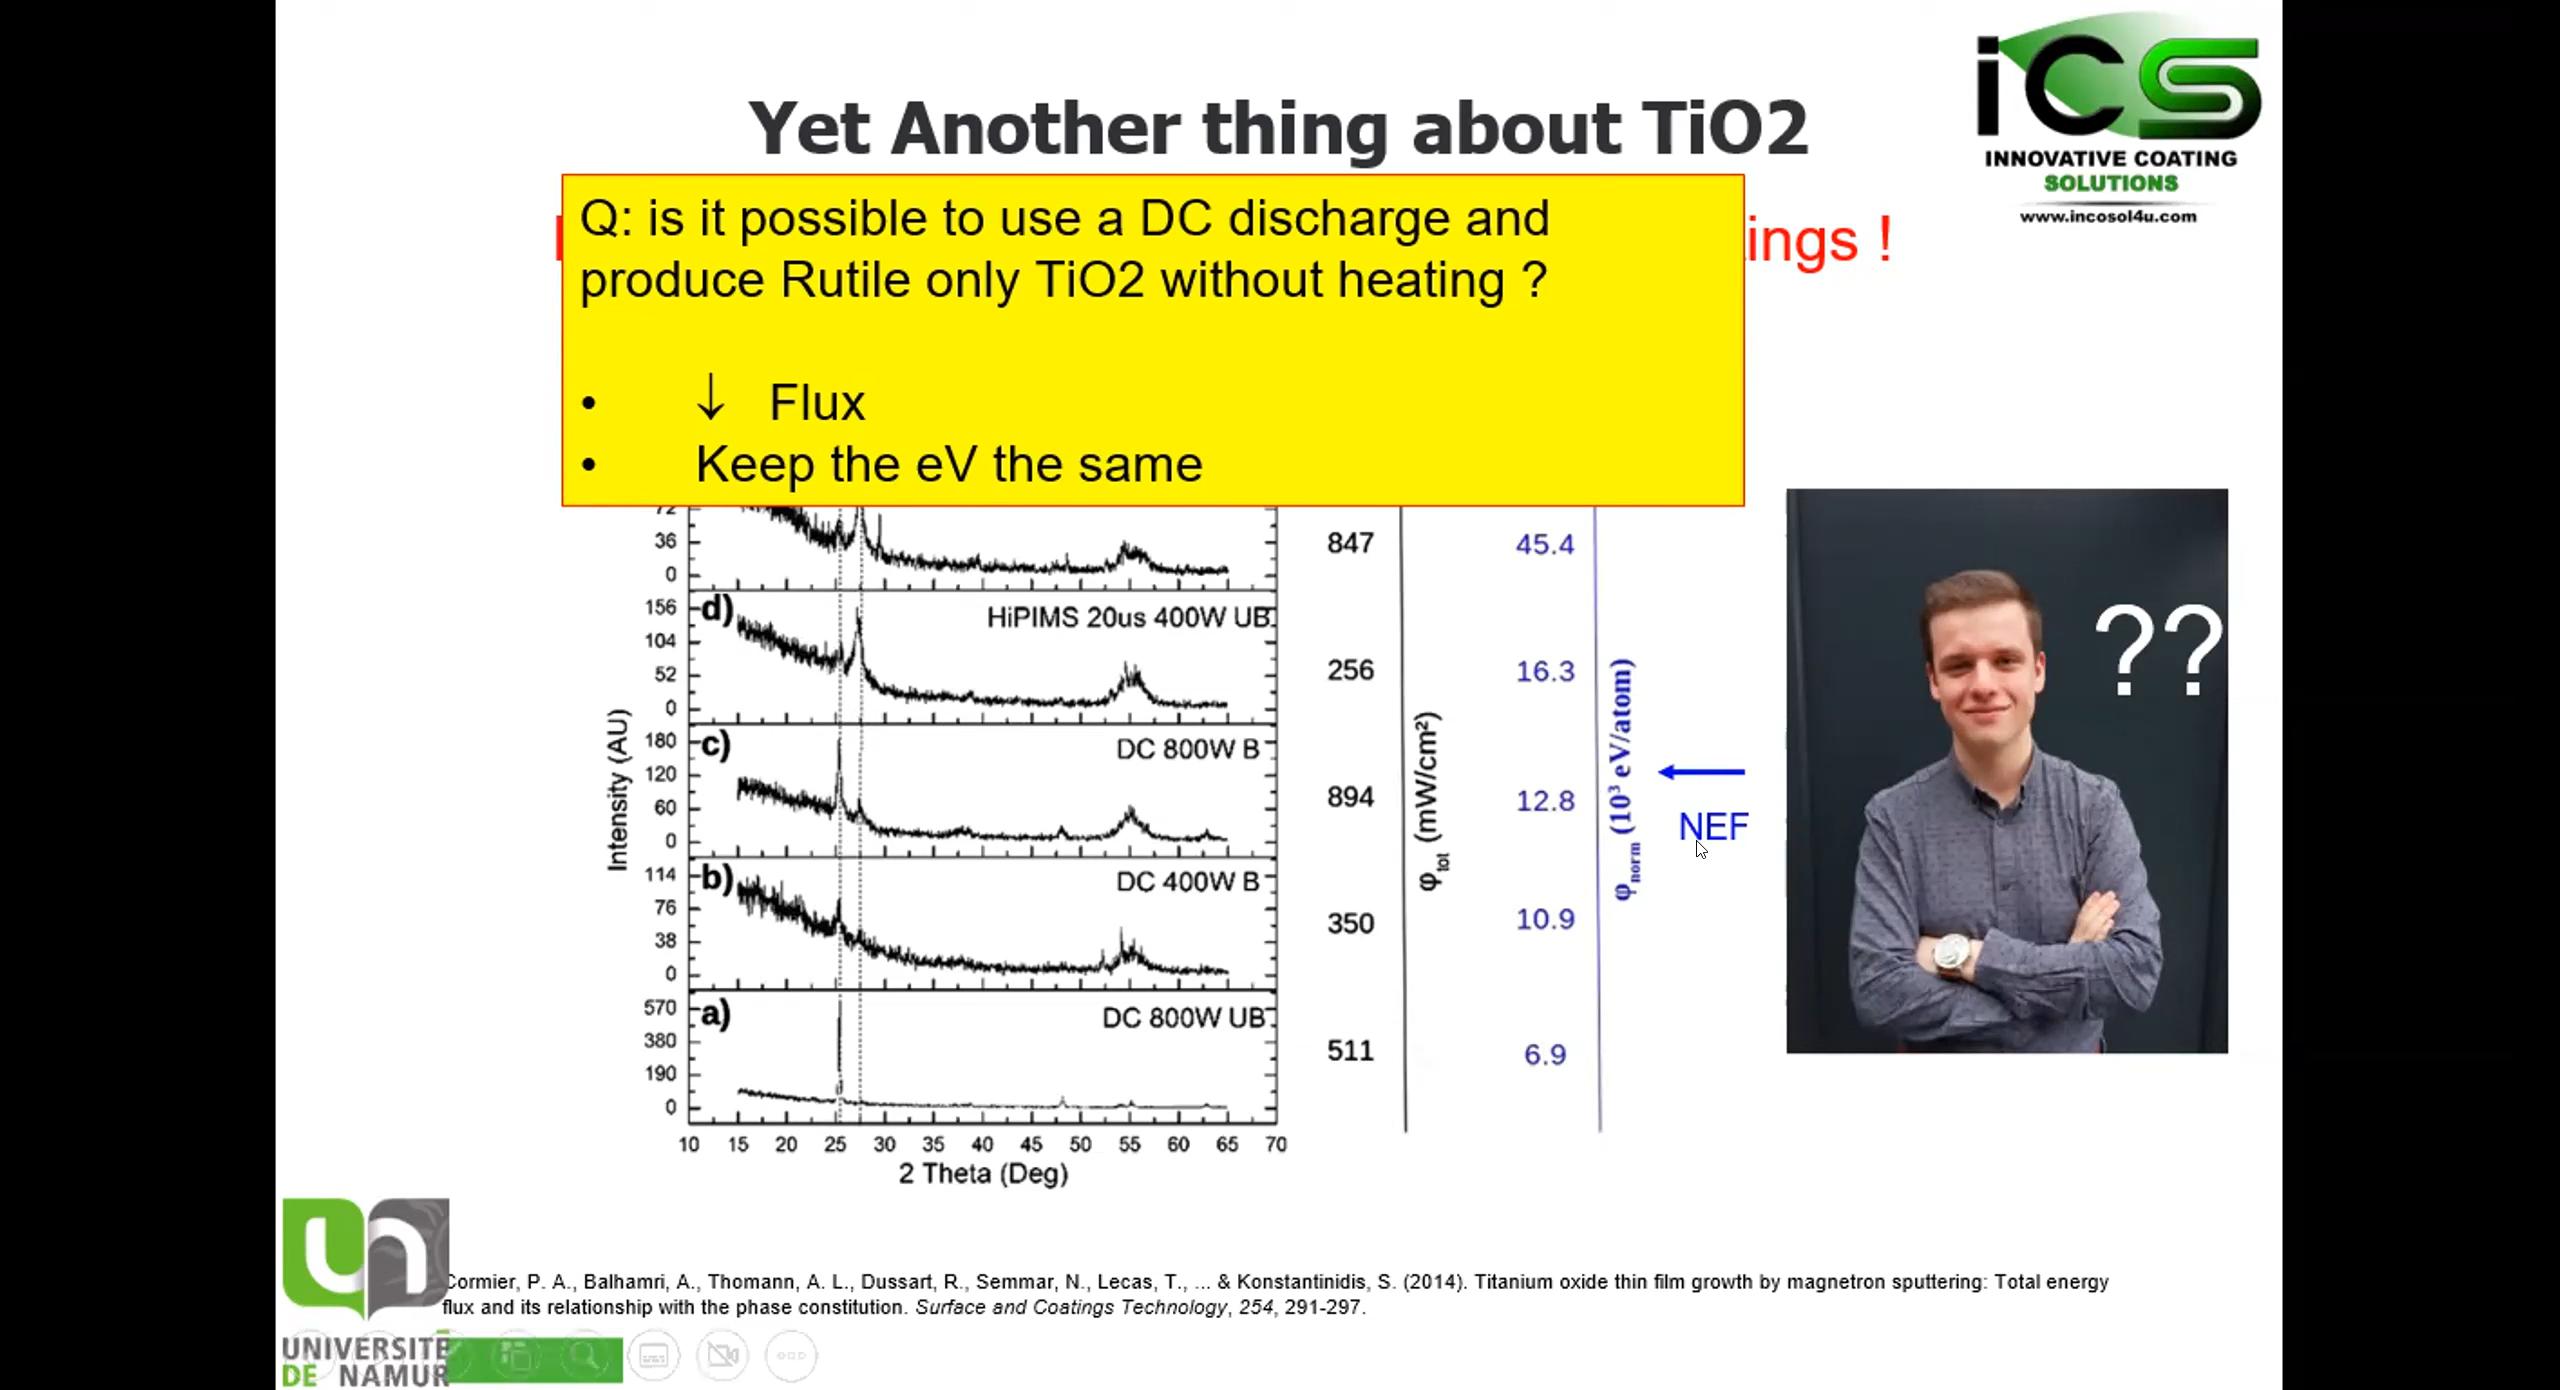 iCS
INNOVATIVE COATING
SOLUTIONS
www.incosol4u.com
Yet Another thing about TiO2
ings !
Q: is it possible to use a DC discharge and
produce Rutile only TiO2 without heating ?
• ↓ Flux
• Keep the eV the same
72
36
0
847
45.4
d)
HiPIMS 20us 400W UB
156
104
52
0
256
16.3
c)
DC 800W B
180
120
60
0
894
12.8
b)
DC 400W B
114
76
38
0
350
10.9
a)
DC 800W UB
570
380
190
0
511
6.9
Intensity (AU)
10 15 20 25 30 35 40 45 50 55 60 65 70
2 Theta (Deg)
φtot (mW/cm²)
φnorm (10³ eV/atom)
NEF
??
Cormier, P. A., Balhamri, A., Thomann, A. L., Dussart, R., Semmar, N., Lecas, T., ... & Konstantinidis, S. (2014). Titanium oxide thin film growth by magnetron sputtering: Total energy
flux and its relationship with the phase constitution. Surface and Coatings Technology, 254, 291-297.
un
UNIVERSITÉ
DE NAMUR